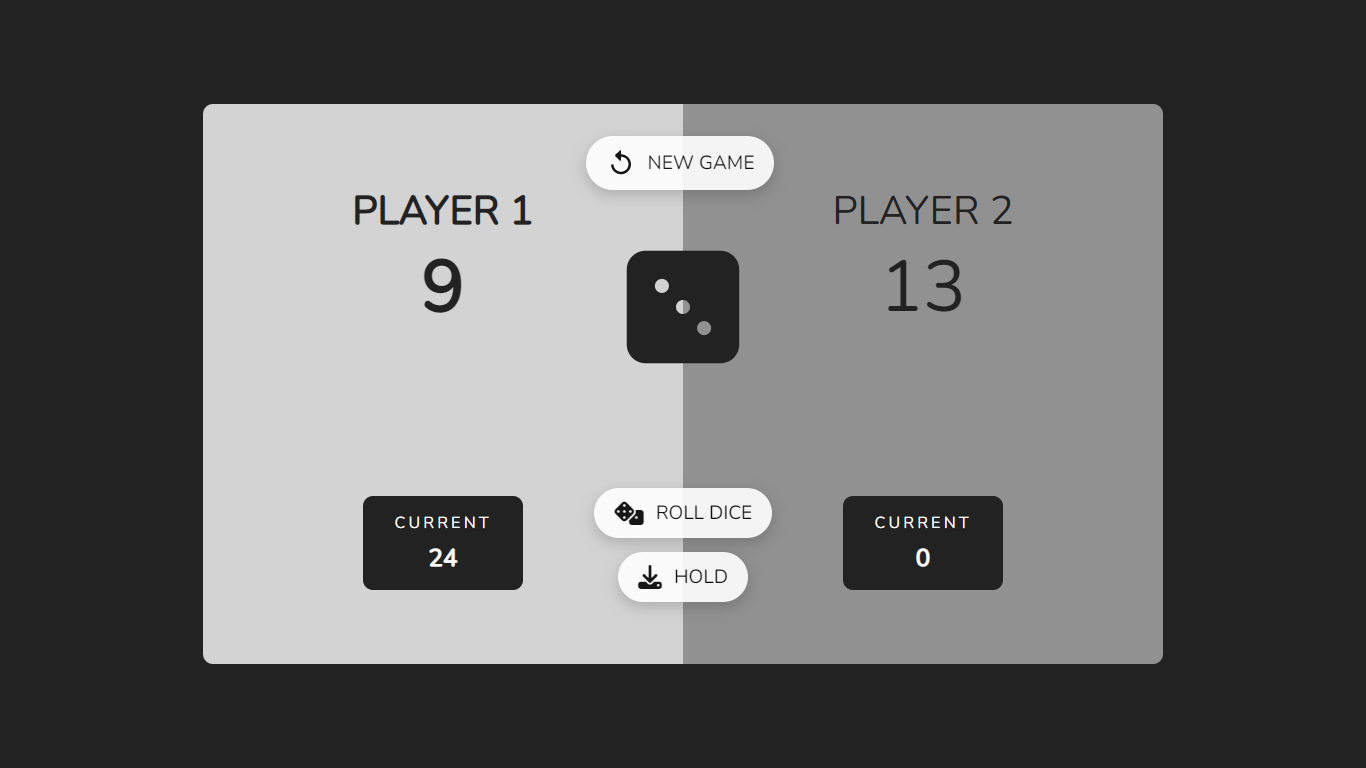 NEW GAME
PLAYER 1
9
PLAYER 2
13
CURRENT
24
ROLL DICE
HOLD
CURRENT
0